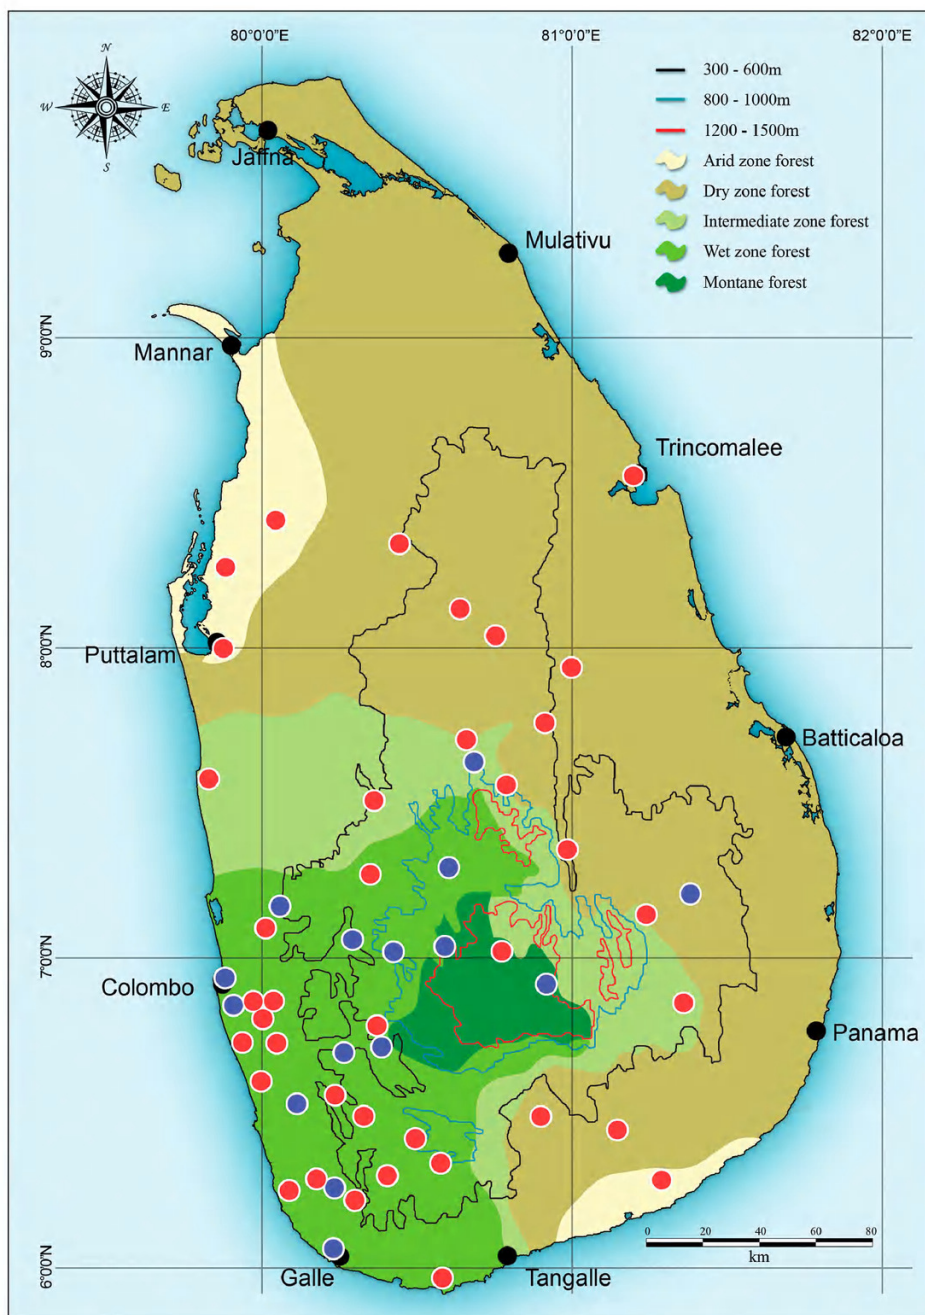 80°0'0"E
81°0'0"E
82°0'0"E
N
W
E
S
300 - 600m
800 - 1000m
1200 - 1500m
Arid zone forest
Dry zone forest
Intermediate zone forest
Wet zone forest
Montane forest
Jaffna
Mulativu
9°0'0"N
Mannar
Trincomalee
8°0'0"N
Puttalam
Batticaloa
7°0'0"N
Colombo
Panama
6°0'0"N
Galle
Tangalle
0 20 40 60 80
km